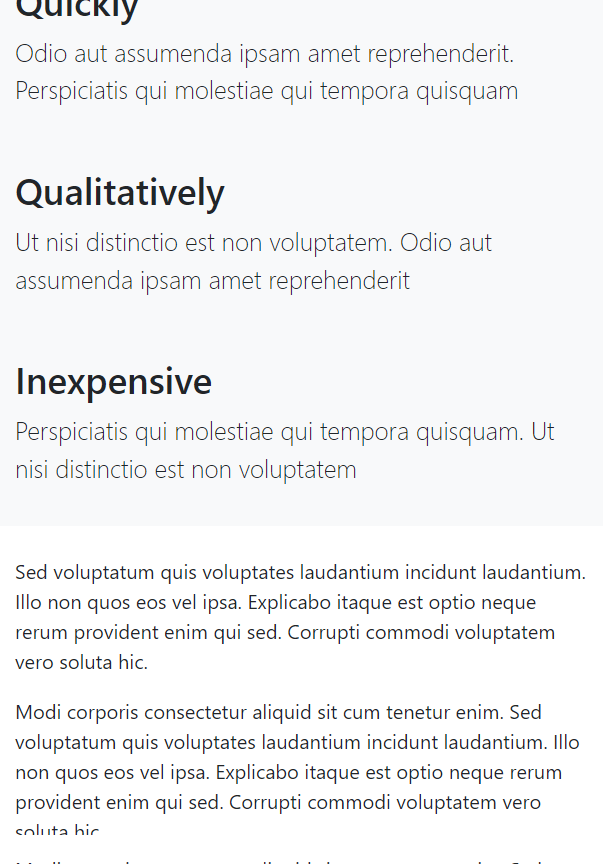 Quickly
Odio aut assumenda ipsam amet reprehenderit.
Perspiciatis qui molestiae qui tempora quisquam
Qualitatively
Ut nisi distinctio est non voluptatem. Odio aut
assumenda ipsam amet reprehenderit
Inexpensive
Perspiciatis qui molestiae qui tempora quisquam. Ut
nisi distinctio est non voluptatem
Sed voluptatum quis voluptates laudantium incidunt laudantium.
Illo non quos eos vel ipsa. Explicabo itaque est optio neque
rerum provident enim qui sed. Corrupti commodi voluptatem
vero soluta hic.
Modi corporis consectetur aliquid sit cum tenetur enim. Sed
voluptatum quis voluptates laudantium incidunt laudantium. Illo
non quos eos vel ipsa. Explicabo itaque est optio neque rerum
provident enim qui sed. Corrupti commodi voluptatem vero
soluta hic